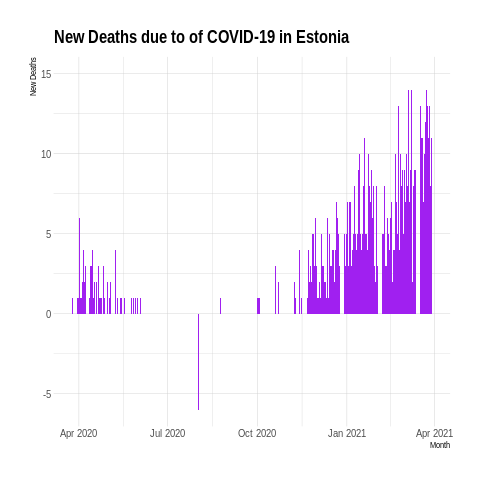 New Deaths due to of COVID-19 in Estonia
New Deaths
15
10
5
0
-5
Apr 2020 Jul 2020 Oct 2020 Jan 2021 Apr 2021
Month